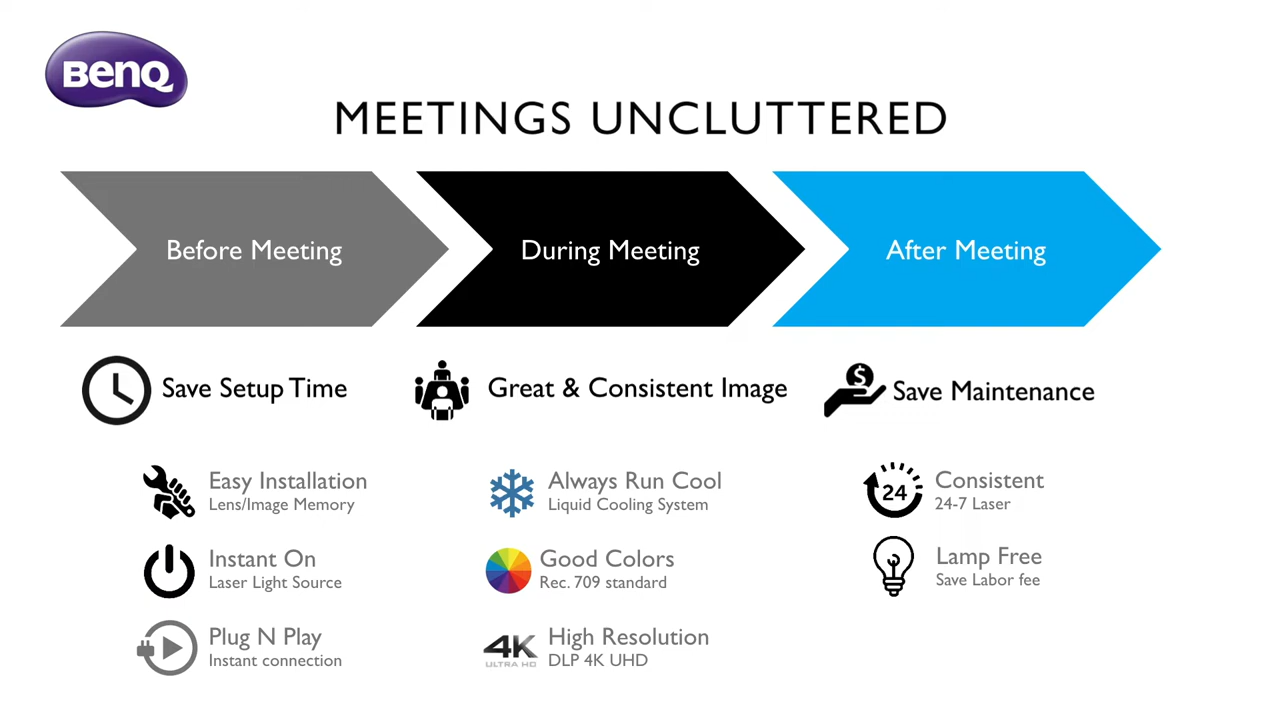 BenQ
MEETINGS UNCLUTTERED
Before Meeting
During Meeting
After Meeting
Save Setup Time
Great & Consistent Image
Save Maintenance
Easy Installation
Lens/Image Memory
Instant On
Laser Light Source
Plug N Play
Instant connection
Always Run Cool
Liquid Cooling System
Good Colors
Rec. 709 standard
4K
ULTRA HD
High Resolution
DLP 4K UHD
$
24
Consistent
24-7 Laser
Lamp Free
Save Labor fee